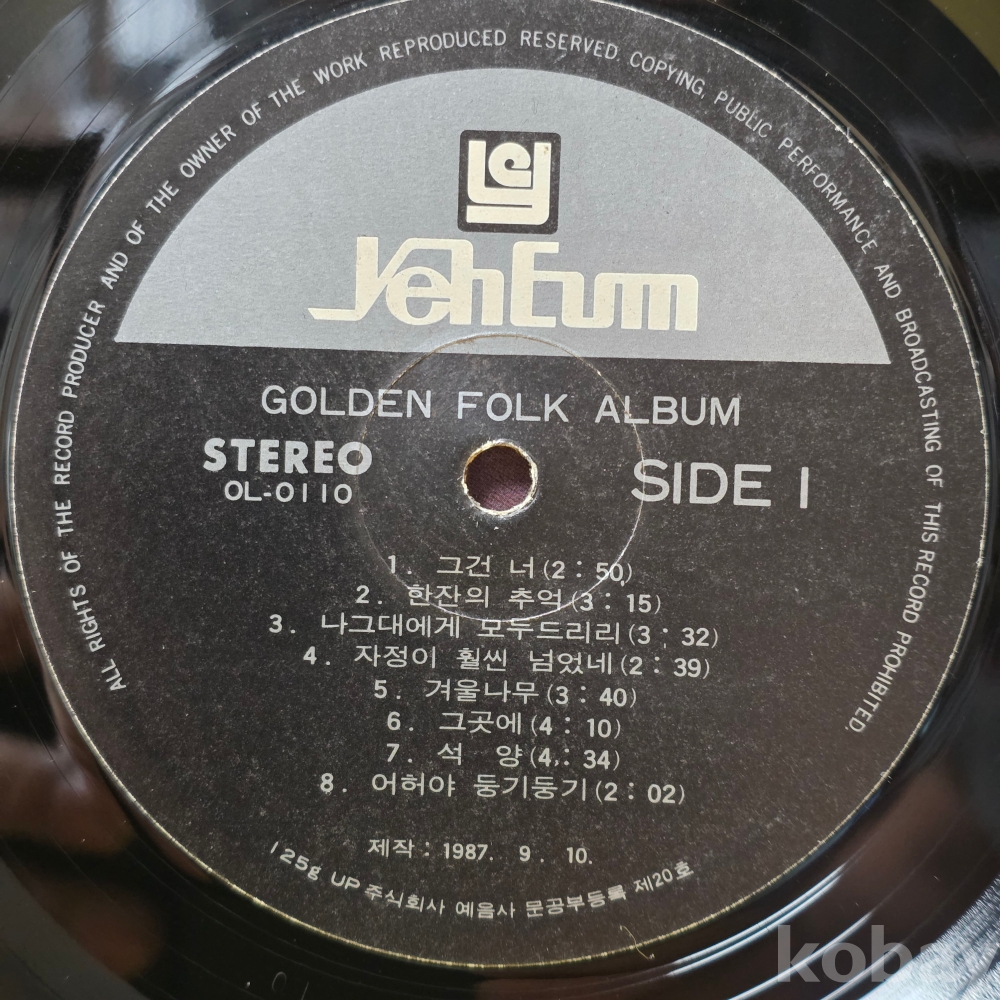 ALL RIGHTS OF THE RECORD PRODUCER AND OF THE OWNER OF THE WORK REPRODUCED RESERVED. COPYING, PUBLIC PERFORMANCE AND BROADCASTING OF THIS RECORD PROHIBITED.
YehEum
GOLDEN FOLK ALBUM
STEREO
OL-0110
SIDE 1
1. 그건 너(2:50)
2. 한잔의 추억(3:15)
3. 나그대에게 모두드리리(3:32)
4. 자정이 훨씬 넘었네(2:39)
5. 겨울나무(3:40)
6. 그곳에(4:10)
7. 석 양(4:34)
8. 어허야 둥기둥기(2:02)
제작: 1987. 9. 10.
125g UP 주식회사 예음사 문공부등록 제20호